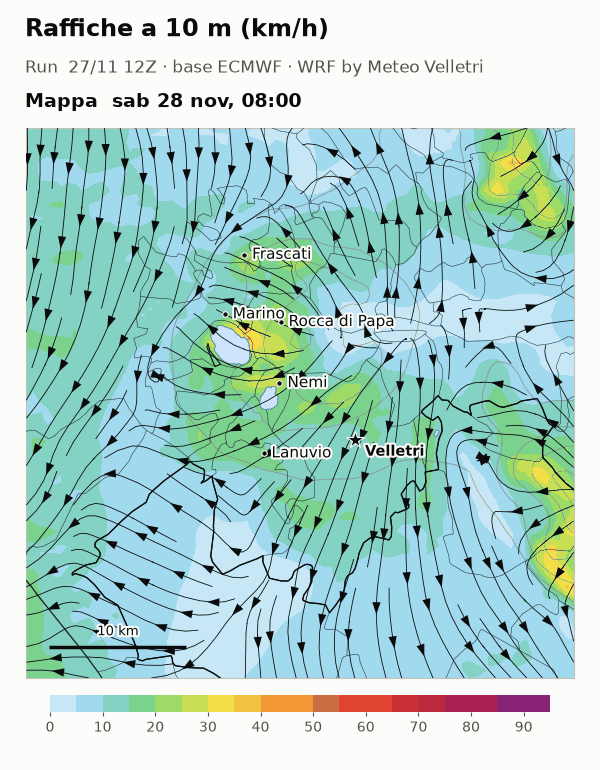 Raffiche a 10 m (km/h)
Run 27/11 12Z · base ECMWF · WRF by Meteo Velletri
Mappa sab 28 nov, 08:00
Frascati
Marino
Rocca di Papa
Nemi
Velletri
Lanuvio
10 km
0 10 20 30 40 50 60 70 80 90